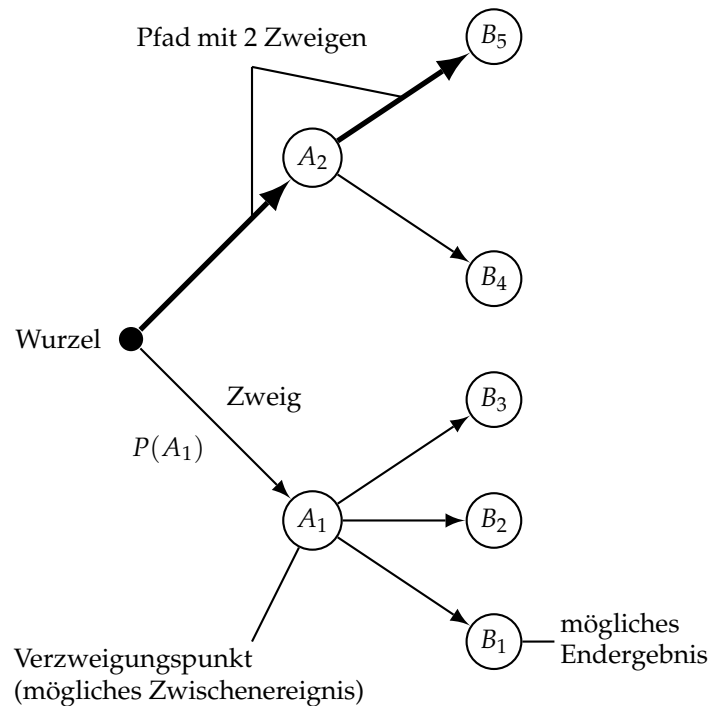 Pfad mit 2 Zweigen
B5
A2
B4
Wurzel
Zweig
B3
P(A1)
A1
B2
B1
mögliches
Endergebnis
Verzweigungspunkt
(mögliches Zwischenereignis)